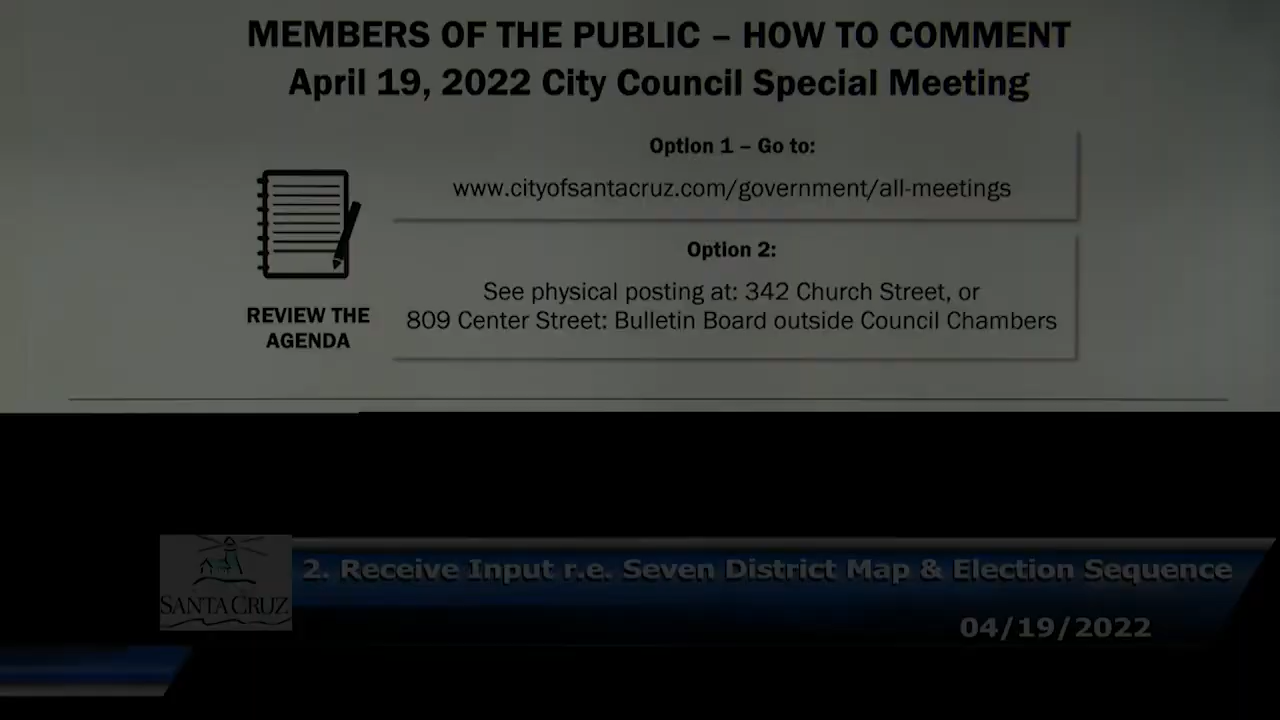 MEMBERS OF THE PUBLIC – HOW TO COMMENT
April 19, 2022 City Council Special Meeting
Option 1 – Go to:
www.cityofsantacruz.com/government/all-meetings
Option 2:
See physical posting at: 342 Church Street, or
809 Center Street: Bulletin Board outside Council Chambers
REVIEW THE
AGENDA
2. Receive Input r.e. Seven District Map & Election Sequence
SANTA CRUZ
04/19/2022